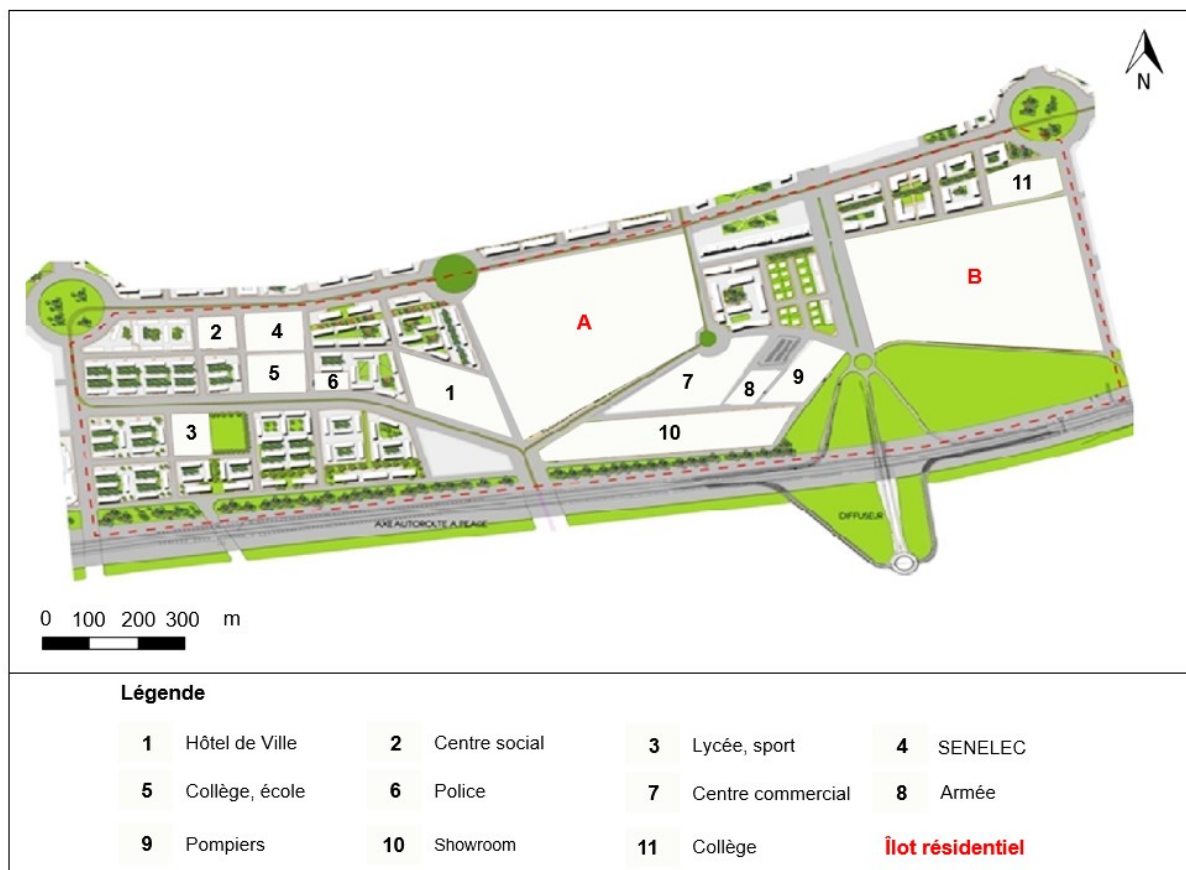 N
11
B
A
2
4
5
6
1
3
7
8
9
10
AXE AUTOROUTE A PEAGE
DIFFUSEUR
0 100 200 300 m
Légende
1 Hôtel de Ville 2 Centre social 3 Lycée, sport 4 SENELEC
5 Collège, école 6 Police 7 Centre commercial 8 Armée
9 Pompiers 10 Showroom 11 Collège Îlot résidentiel